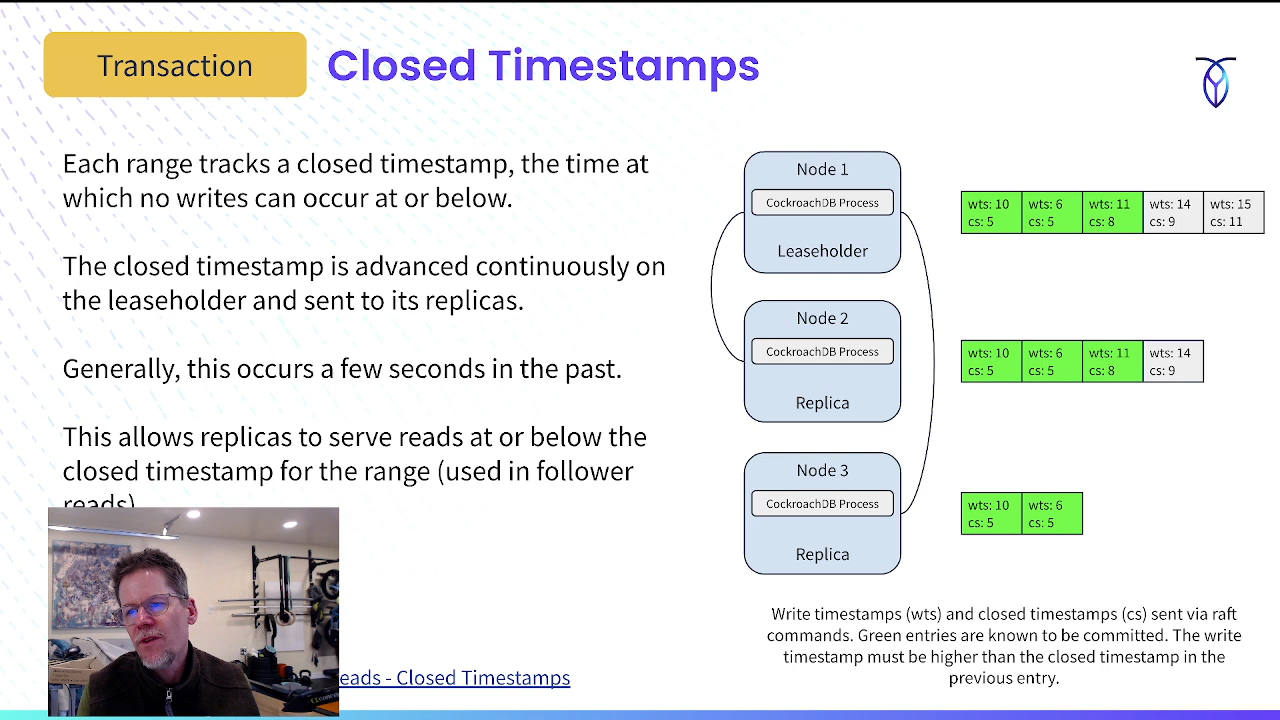 Transaction
Closed Timestamps
Each range tracks a closed timestamp, the time at
which no writes can occur at or below.
The closed timestamp is advanced continuously on
the leaseholder and sent to its replicas.
Generally, this occurs a few seconds in the past.
This allows replicas to serve reads at or below the
closed timestamp for the range (used in follower
reads)
eads - Closed Timestamps
Node 1
CockroachDB Process
Leaseholder
wts: 10 wts: 6 wts: 11 wts: 14 wts: 15
cs: 5 cs: 5 cs: 8 cs: 9 cs: 11
Node 2
CockroachDB Process
Replica
wts: 10 wts: 6 wts: 11 wts: 14
cs: 5 cs: 5 cs: 8 cs: 9
Node 3
CockroachDB Process
Replica
wts: 10 wts: 6
cs: 5 cs: 5
Write timestamps (wts) and closed timestamps (cs) sent via raft
commands. Green entries are known to be committed. The write
timestamp must be higher than the closed timestamp in the
previous entry.